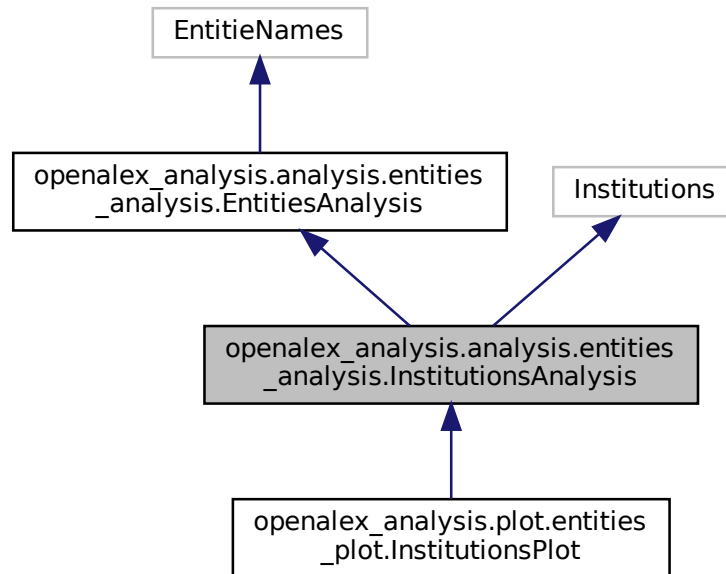 EntitieNames
openalex_analysis.analysis.entities
_analysis.EntitiesAnalysis
Institutions
openalex_analysis.analysis.entities
_analysis.InstitutionsAnalysis
openalex_analysis.plot.entities
_plot.InstitutionsPlot